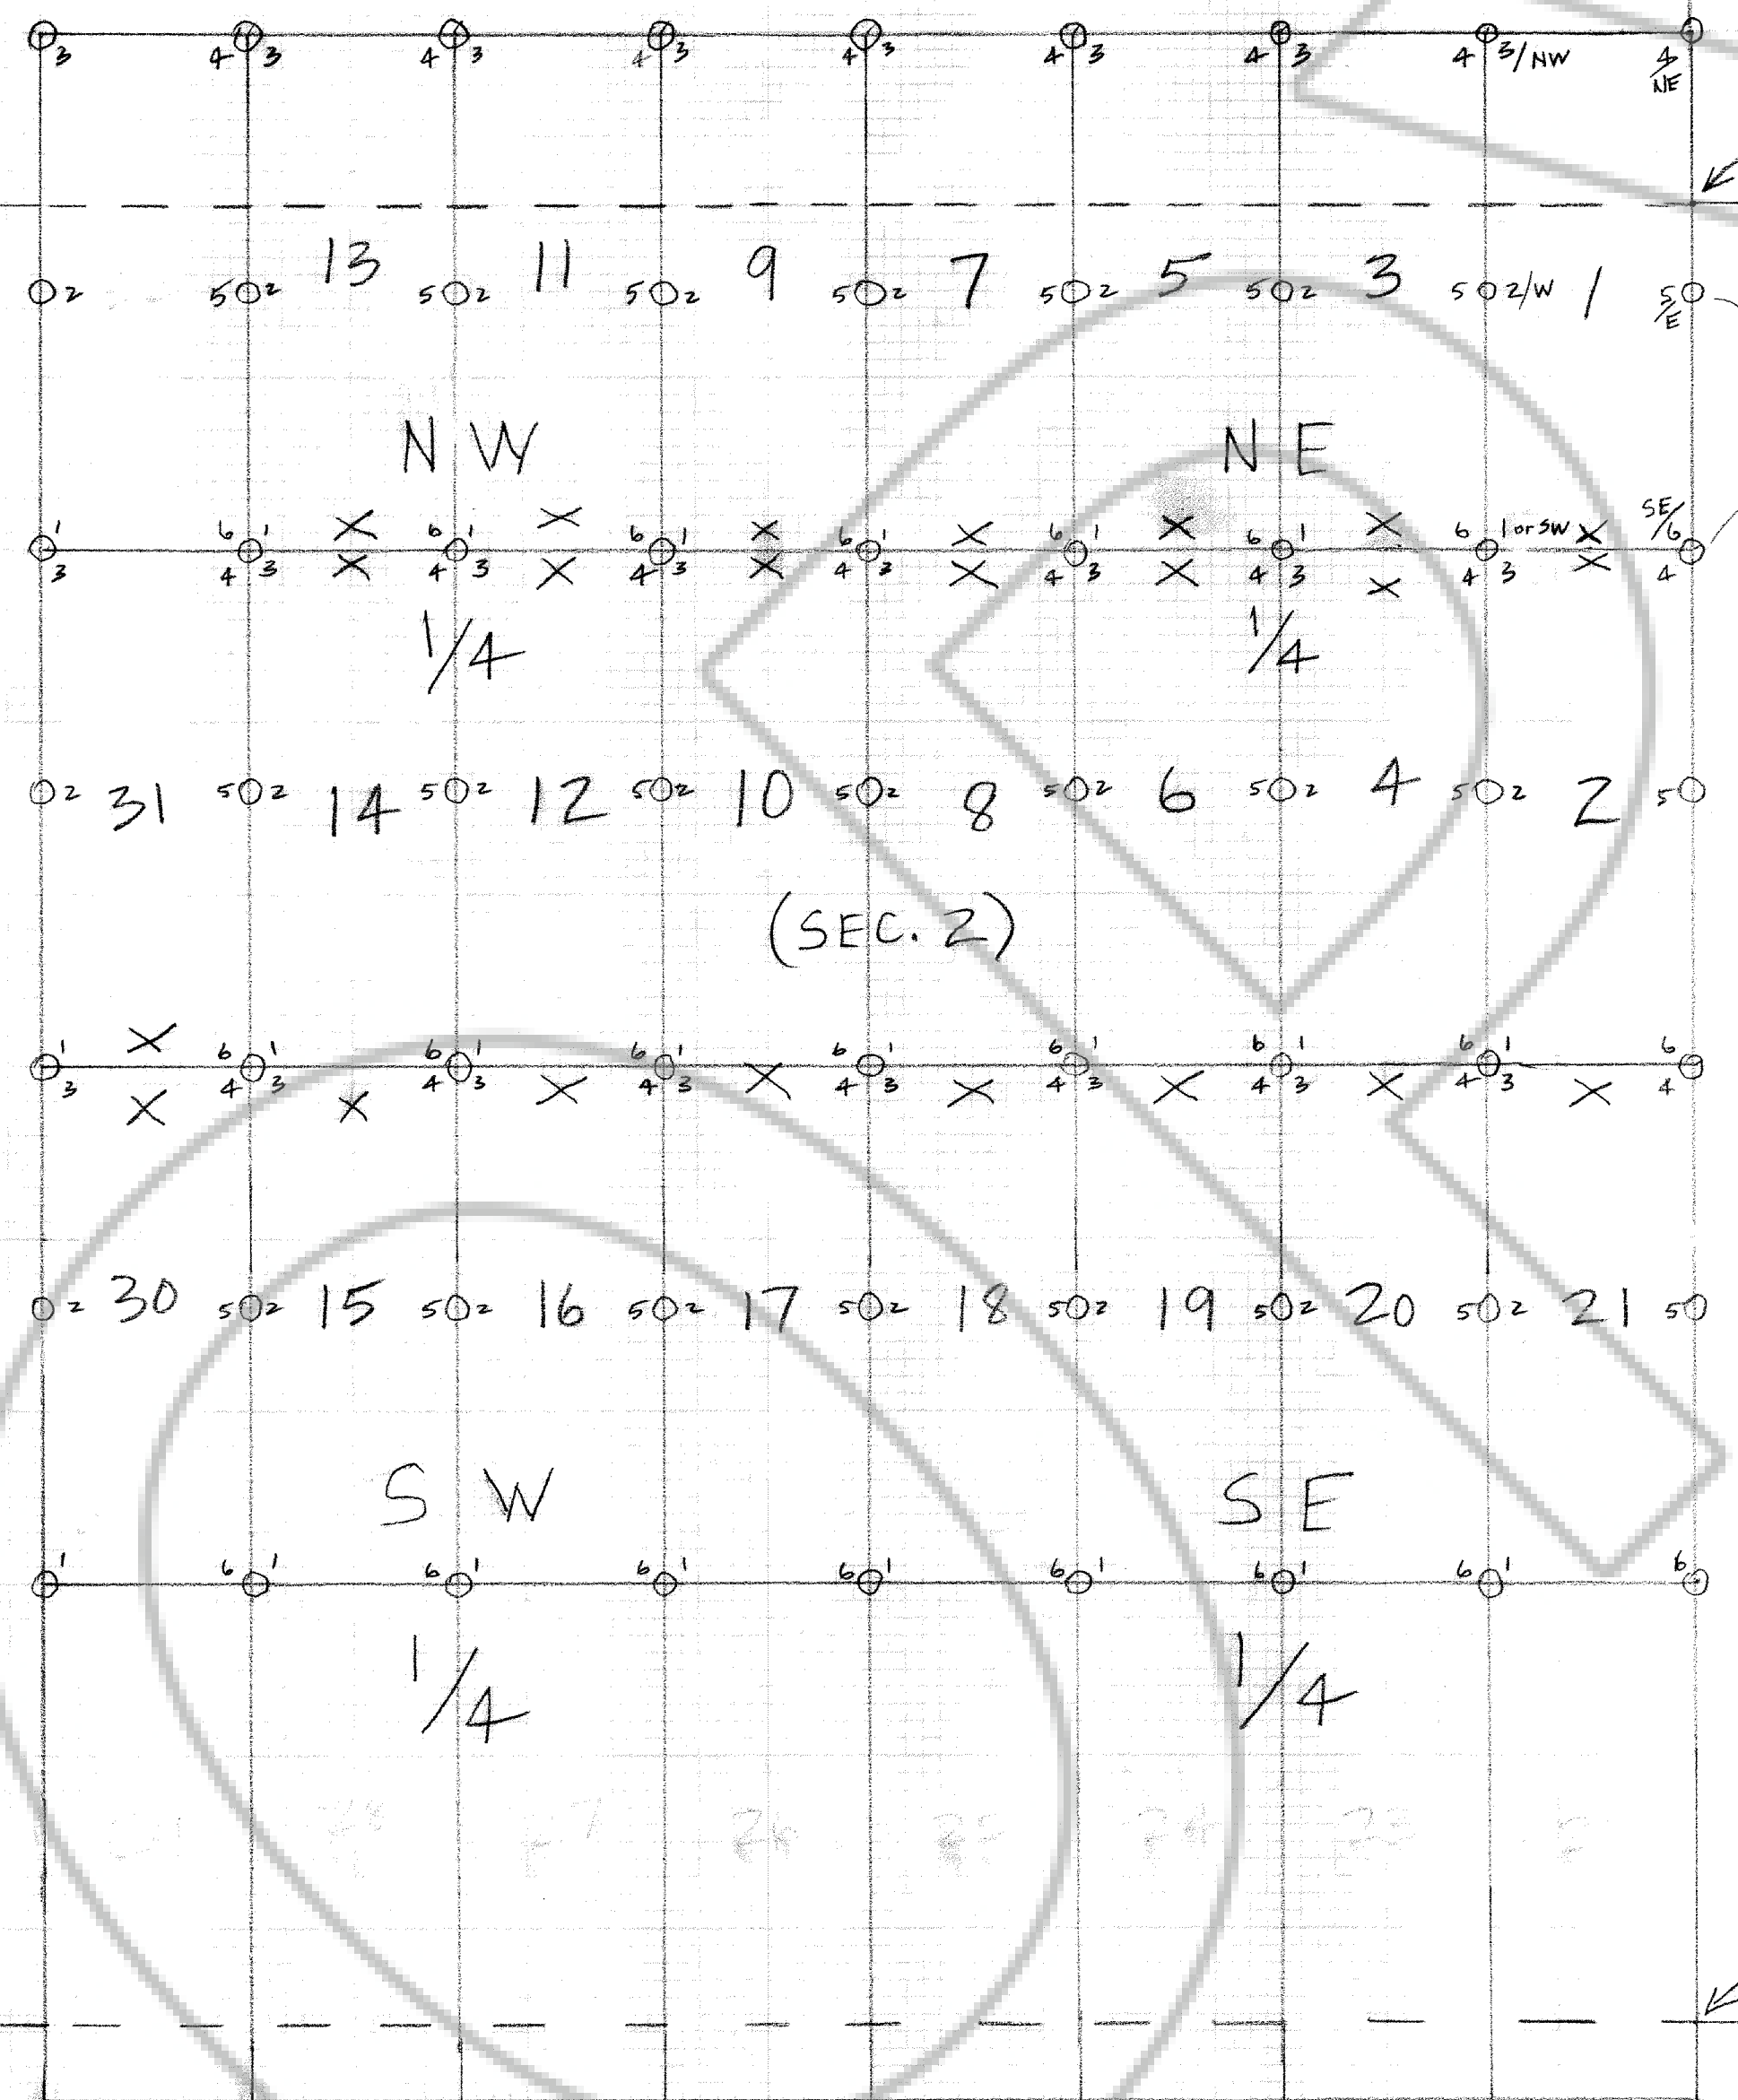 3 4 3 4 3 4 3 4 3 4 3 4 3 4 3/NW 4/NE
13 11 9 7 5 3 1
2 5 2 5 2 5 2 5 2 5 2 5 2 5 2/W 5/E
NW NE
1 6 1 6 1 6 1 6 1 6 1 6 1 6 1 or SW SE/6
3 4 3 4 3 4 3 4 3 4 3 4 3 4 3 4
1/4 1/4
2 31 5 2 14 5 2 12 5 2 10 5 2 8 5 2 6 5 2 4 5 2 2 5
(SEC. 2)
1 6 1 6 1 6 1 6 1 6 1 6 1 6 1 6
3 4 3 4 3 4 3 4 3 4 3 4 3 4 3 4
2 30 5 2 15 5 2 16 5 2 17 5 2 18 5 2 19 5 2 20 5 2 21 5
SW SE
1 6 1 6 1 6 1 6 1 6 1 6 1 6 1 6
1/4 1/4
26 24 23